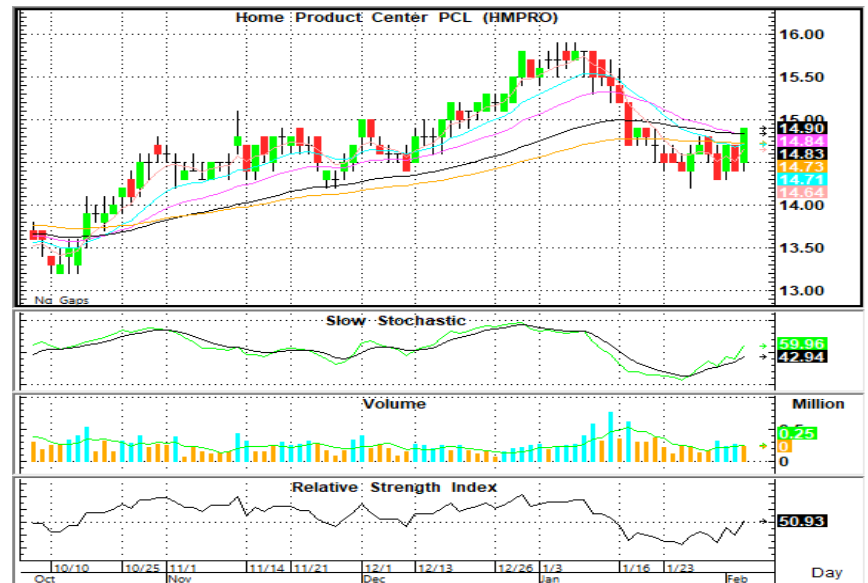 Home Product Center PCL (HMPRO)
16.00
15.50
15.00
14.90
14.84
14.83
14.73
14.71
14.64
14.00
13.50
13.00
No Gaps
Slow Stochastic
59.96
42.94
Volume
Million
0.25
0
0
Relative Strength Index
50.93
10/10 10/25 11/1 11/14 11/21 12/1 12/13 12/26 1/3 1/16 1/23
Oct Nov Dec Jan Feb
Day